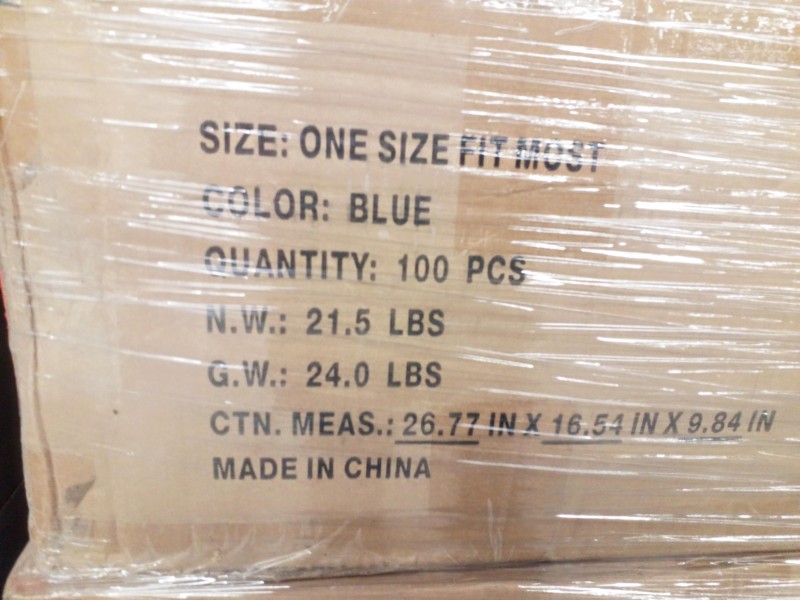 SIZE: ONE SIZE FIT MOST
COLOR: BLUE
QUANTITY: 100 PCS
N.W.: 21.5 LBS
G.W.: 24.0 LBS
CTN. MEAS.: 26.77 IN X 16.54 IN X 9.84 IN
MADE IN CHINA